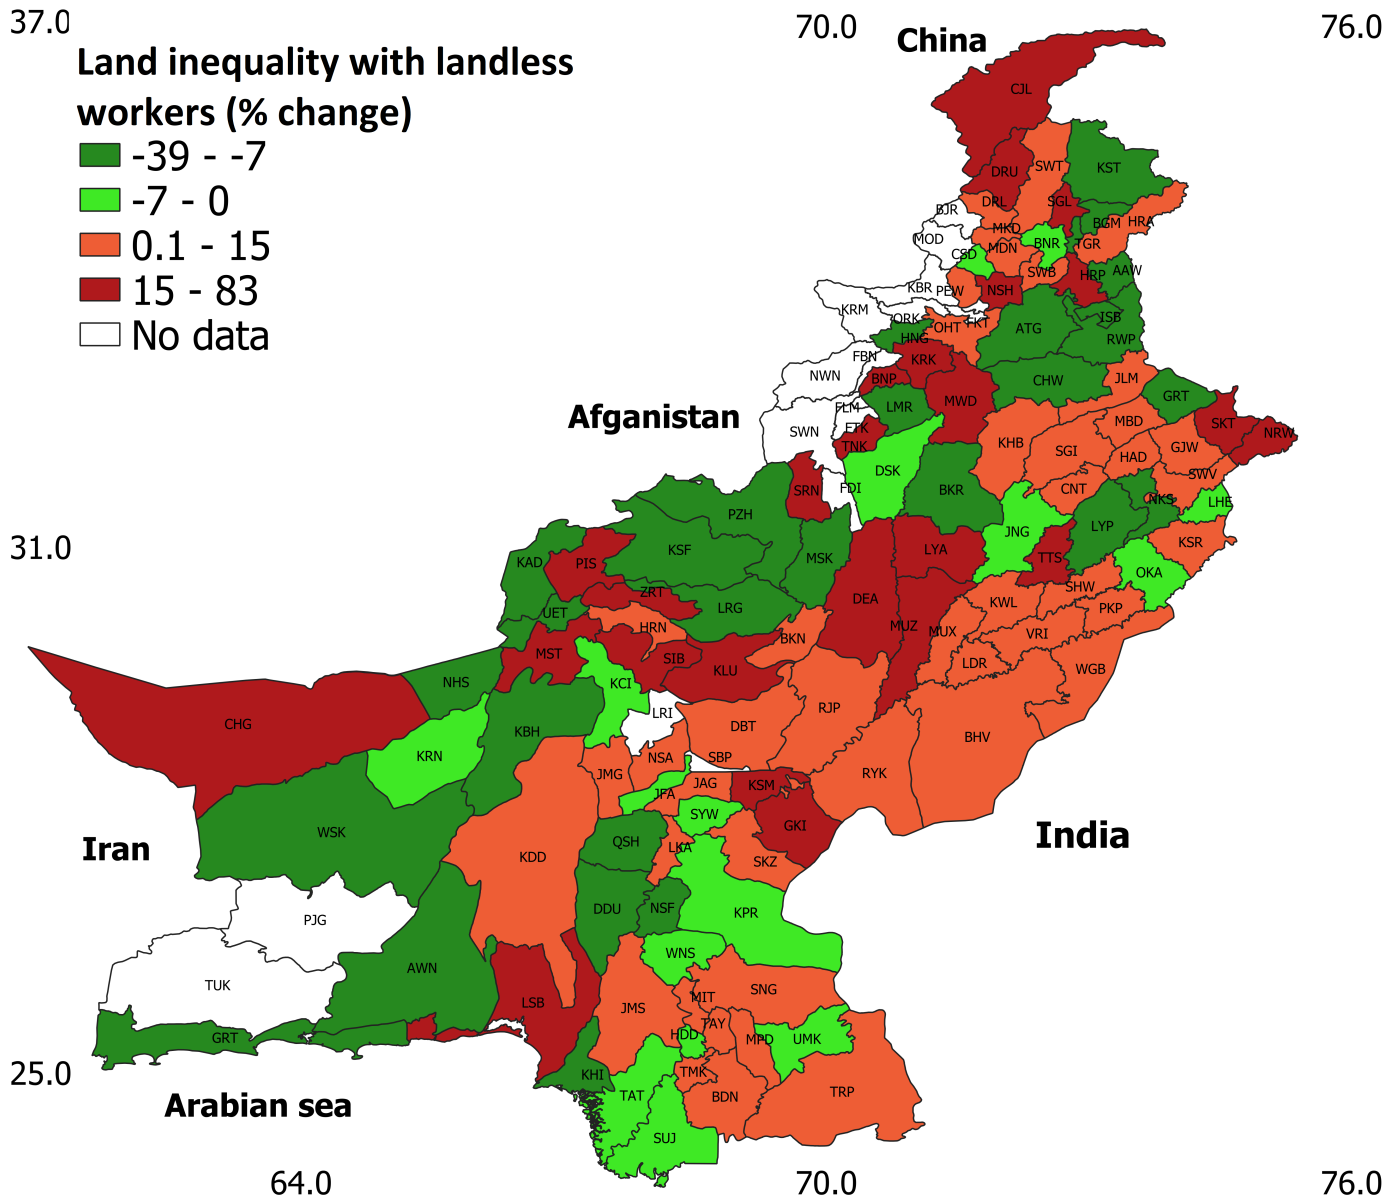 37.0
70.0
76.0
China
Land inequality with landless
workers (% change)
-39 - -7
-7 - 0
0.1 - 15
15 - 83
No data
CJL
SWT
KST
DRU
DRL
SGL
BJR
BGM
HRA
MKD
MOD
MDN
BNR
TGR
CSD
SWB
HRP
AAW
KBR
PEW
NSH
KRM
ORK
OHT
FKT
ATG
ISB
HNG
RWP
FBN
KRK
NWN
BNP
CHW
JLM
GRT
FLM
LMR
MWD
Afganistan
SWN
FTK
TNK
MBD
SKT
NRW
KHB
SGI
HAD
GJW
DSK
SWV
SRN
FDI
BKR
CNT
NKS
LHE
PZH
LYP
JNG
KSR
31.0
KAD
PIS
KSF
MSK
LYA
TTS
OKA
ZRT
SHW
UET
LRG
DEA
KWL
PKP
HRN
BKN
MUZ
MUX
VRI
MST
SIB
KLU
LDR
WGB
NHS
KCI
LRI
CHG
KBH
DBT
RJP
BHV
KRN
NSA
SBP
JMG
RYK
JFA
JAG
KSM
SYW
WSK
GKI
Iran
India
QSH
LKA
KDD
SKZ
PJG
DDU
NSF
KPR
WNS
AWN
TUK
LSB
MIT
SNG
JMS
TAY
GRT
HDD
MPD
UMK
25.0
KHI
TMK
TAT
BDN
TRP
Arabian sea
SUJ
64.0
70.0
76.0